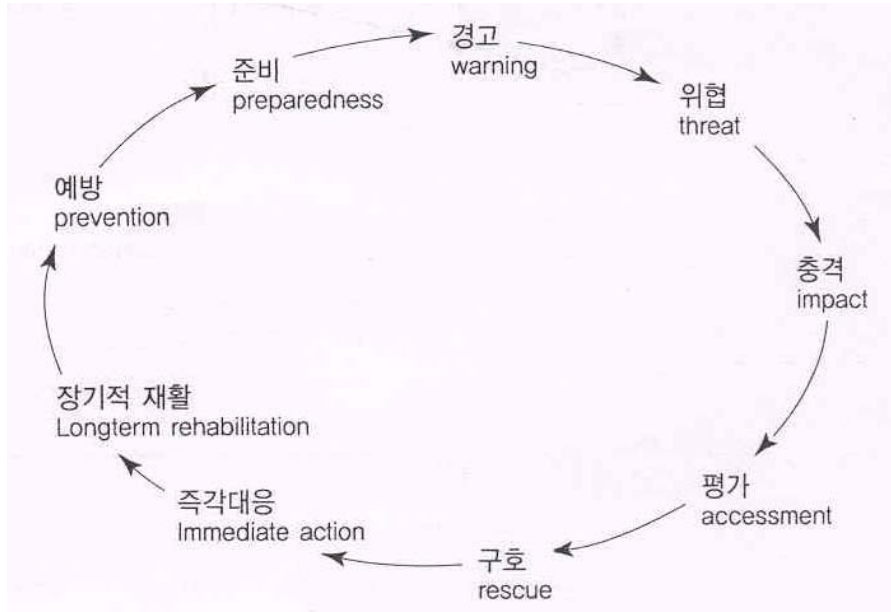 경고
warning
준비
preparedness
위협
threat
예방
prevention
충격
impact
장기적 재활
Longterm rehabilitation
평가
accessment
즉각대응
Immediate action
구호
rescue